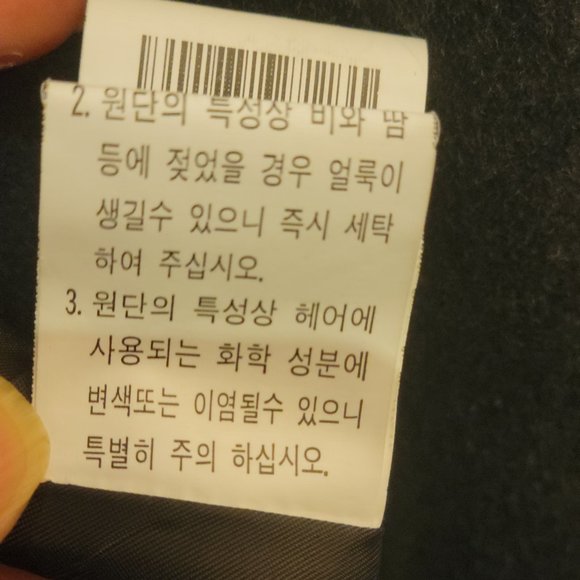 2. 원단의 특성상 비와 땀
등에 젖었을 경우 얼룩이
생길수 있으니 즉시 세탁
하여 주십시오.
3. 원단의 특성상 헤어에
사용되는 화학 성분에
변색또는 이염될수 있으니
특별히 주의 하십시오.